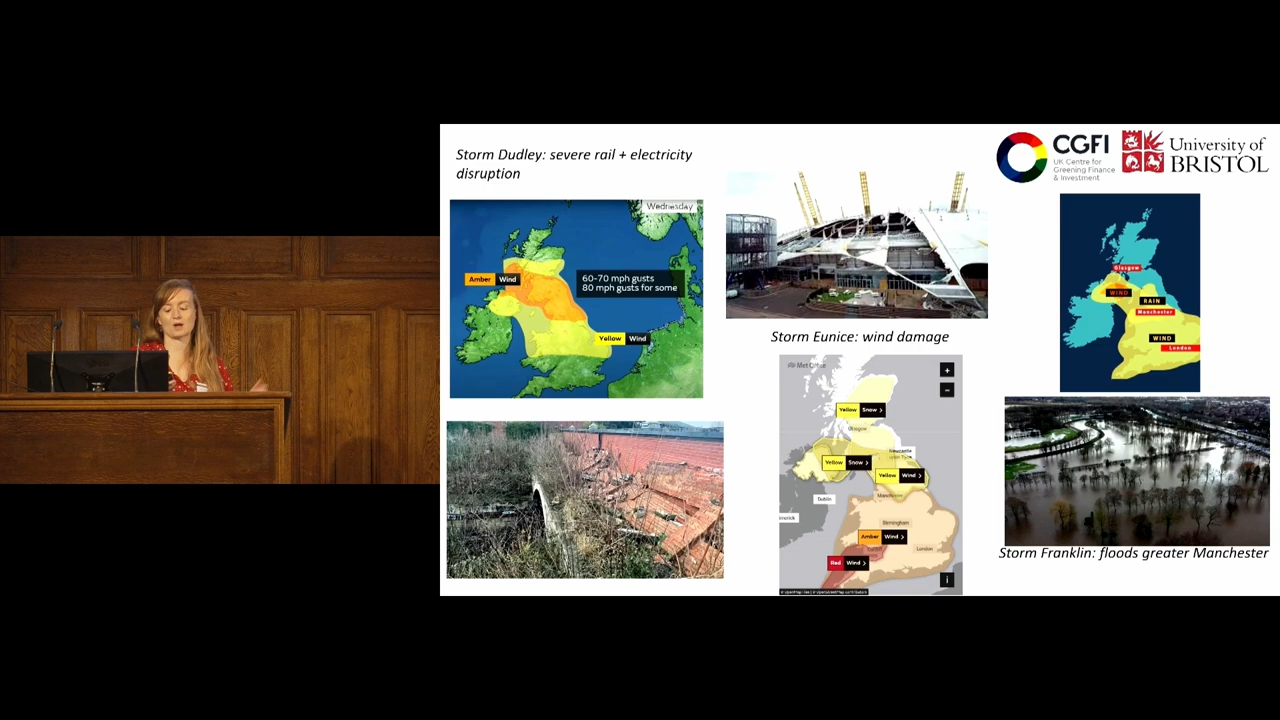 Storm Dudley: severe rail + electricity
disruption
Wednesday
Amber Wind
60-70 mph gusts
80 mph gusts for some
Yellow Wind
Storm Eunice: wind damage
Met Office
+
−
Yellow Snow >
Glasgow
Newcastle
upon Tyne
Yellow Snow >
Yellow Wind >
Dublin
Manchester
Birmingham
Amber Wind >
London
Red Wind >
i
CGFI
UK Centre for
Greening Finance
& Investment
University of
BRISTOL
Glasgow
WIND
RAIN
Manchester
WIND
London
Storm Franklin: floods greater Manchester